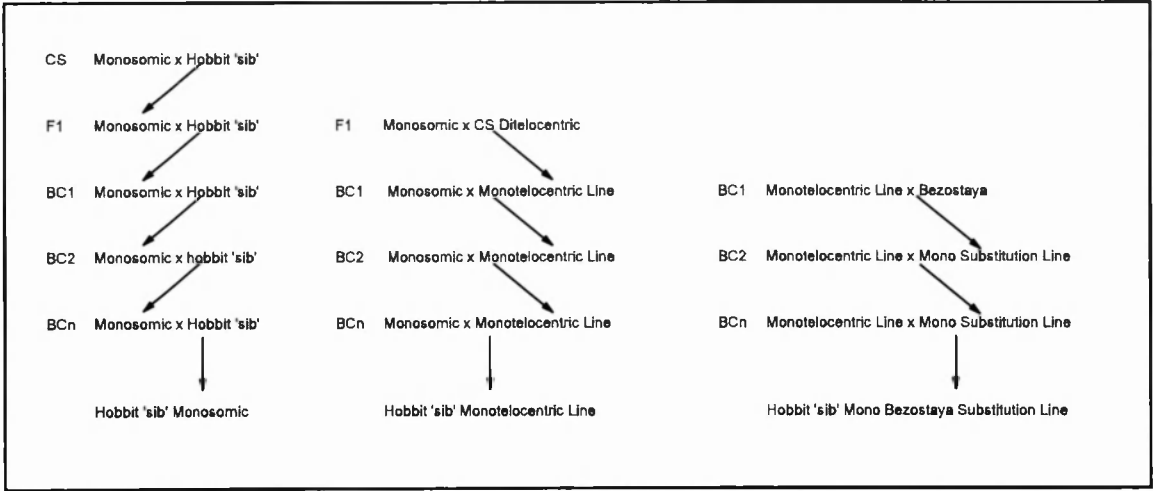 CS Monosomic x Hobbit 'sib'
F1 Monosomic x Hobbit 'sib'
BC1 Monosomic x Hobbit 'sib'
BC2 Monosomic x hobbit 'sib'
BCn Monosomic x Hobbit 'sib'
Hobbit 'sib' Monosomic
F1 Monosomic x CS Ditelocentric
BC1 Monosomic x Monotelocentric Line
BC2 Monosomic x Monotelocentric Line
BCn Monosomic x Monotelocentric Line
Hobbit 'sib' Monotelocentric Line
BC1 Monotelocentric Line x Bezostaya
BC2 Monotelocentric Line x Mono Substitution Line
BCn Monotelocentric Line x Mono Substitution Line
Hobbit 'sib' Mono Bezostaya Substitution Line